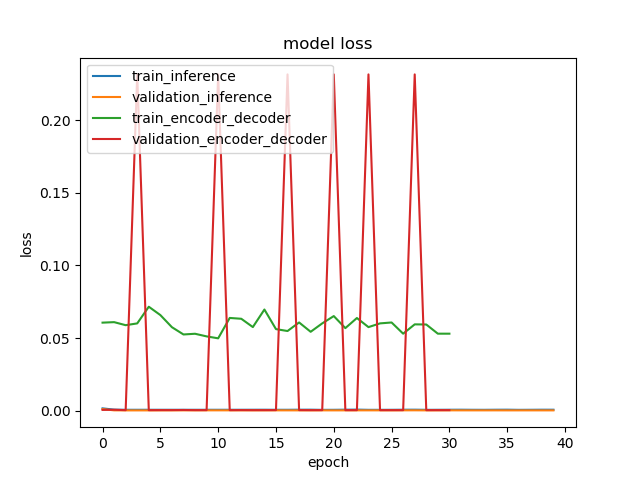 model loss
train_inference
validation_inference
train_encoder_decoder
validation_encoder_decoder
loss
0.20
0.15
0.10
0.05
0.00
0 5 10 15 20 25 30 35 40
epoch